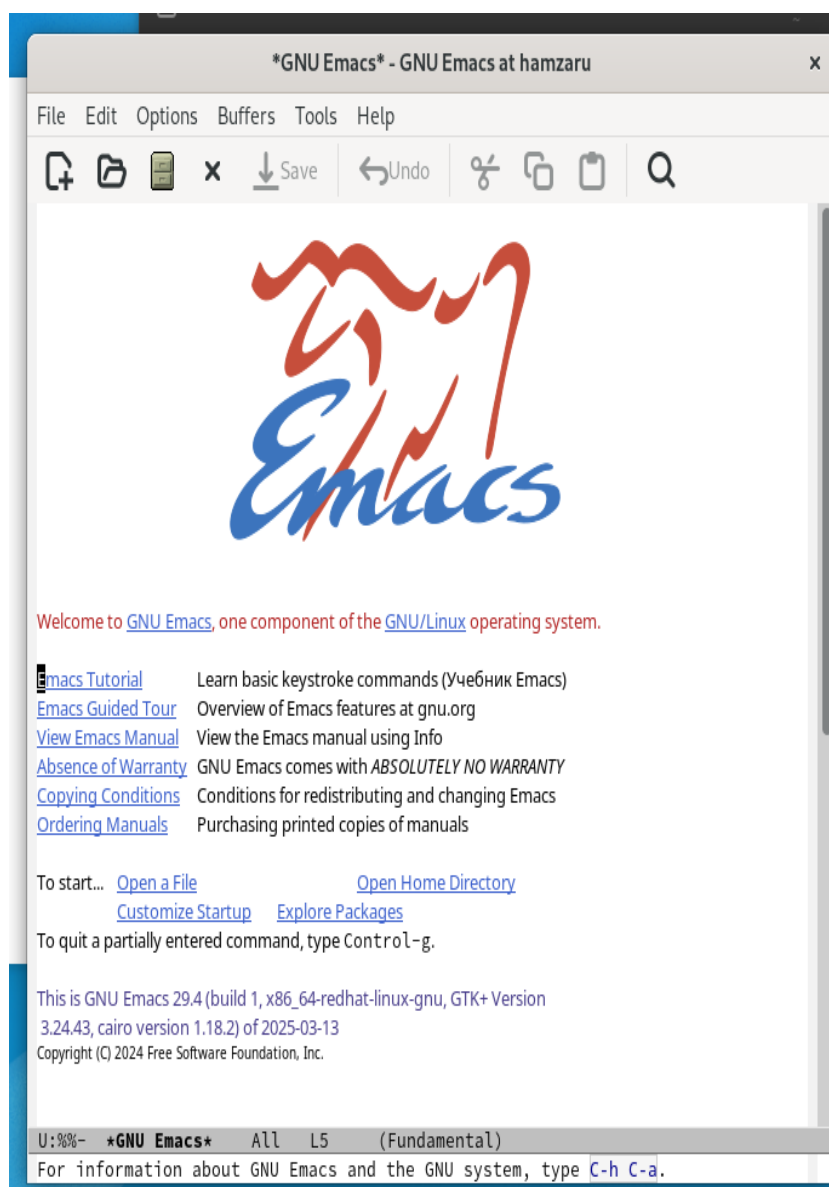 *GNU Emacs* - GNU Emacs at hamzaru
x
File Edit Options Buffers Tools Help
Save Undo
Emacs
Welcome to GNU Emacs, one component of the GNU/Linux operating system.
Emacs Tutorial Learn basic keystroke commands (Учебник Emacs)
Emacs Guided Tour Overview of Emacs features at gnu.org
View Emacs Manual View the Emacs manual using Info
Absence of Warranty GNU Emacs comes with ABSOLUTELY NO WARRANTY
Copying Conditions Conditions for redistributing and changing Emacs
Ordering Manuals Purchasing printed copies of manuals
To start... Open a File Open Home Directory
Customize Startup Explore Packages
To quit a partially entered command, type Control-g.
This is GNU Emacs 29.4 (build 1, x86_64-redhat-linux-gnu, GTK+ Version
3.24.43, cairo version 1.18.2) of 2025-03-13
Copyright (C) 2024 Free Software Foundation, Inc.
U:%%- *GNU Emacs* All L5 (Fundamental)
For information about GNU Emacs and the GNU system, type C-h C-a.